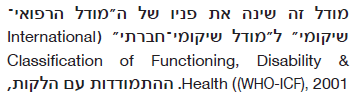 מודל זה שינה את פניו של ה״מודל הרפואי־
שיקומי״ ל״מודל שיקומי־חברתי״ (International
Classification of Functioning, Disability &
Health ((WHO-ICF), 2001. ההתמודדות עם הלקות,